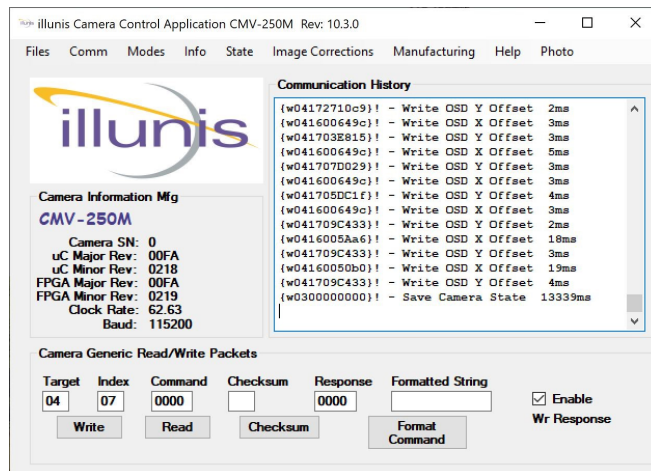 illunis Camera Control Application CMV-250M Rev: 10.3.0
Files Comm Modes Info State Image Corrections Manufacturing Help Photo
illunis
Communication History
{w04172710c9}! - Write OSD Y Offset 2ms
{w041600649c}! - Write OSD X Offset 3ms
{w041703E815}! - Write OSD Y Offset 3ms
{w041600649c}! - Write OSD X Offset 5ms
{w041707D029}! - Write OSD Y Offset 3ms
{w041600649c}! - Write OSD X Offset 3ms
{w041705DC1f}! - Write OSD Y Offset 4ms
{w041600649c}! - Write OSD X Offset 3ms
{w041709C433}! - Write OSD Y Offset 2ms
{w0416005Aa6}! - Write OSD X Offset 18ms
{w041709C433}! - Write OSD Y Offset 3ms
{w04160050b0}! - Write OSD X Offset 19ms
{w041709C433}! - Write OSD Y Offset 4ms
{w0300000000}! - Save Camera State 13339ms
Camera Information Mfg
CMV-250M
Camera SN: 0
uC Major Rev: 00FA
uC Minor Rev: 0218
FPGA Major Rev: 00FA
FPGA Minor Rev: 0219
Clock Rate: 62.63
Baud: 115200
Camera Generic Read/Write Packets
Target Index Command Checksum Response Formatted String
04 07 0000 0000
Enable
Wr Response
Write Read Checksum Format
Command